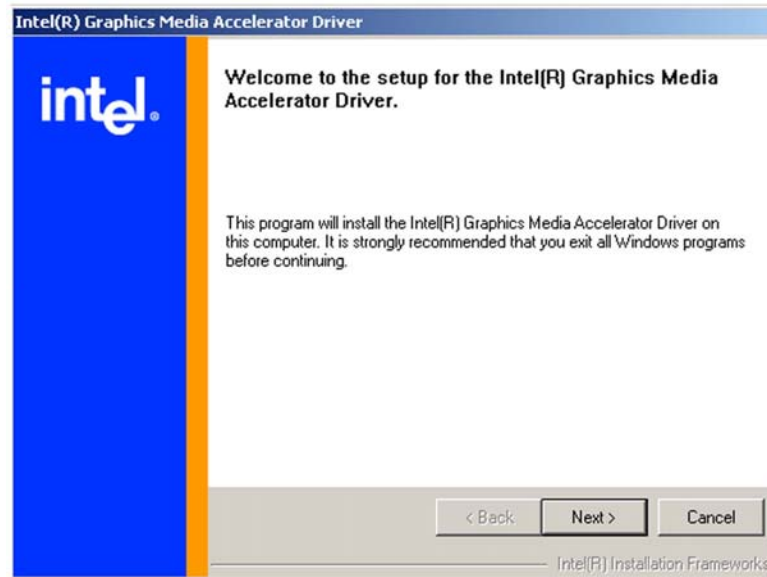 Intel(R) Graphics Media Accelerator Driver
intel®
Welcome to the setup for the Intel(R) Graphics Media
Accelerator Driver.
This program will install the Intel(R) Graphics Media Accelerator Driver on
this computer. It is strongly recommended that you exit all Windows programs
before continuing.
< Back
Next >
Cancel
Intel(R) Installation Frameworks